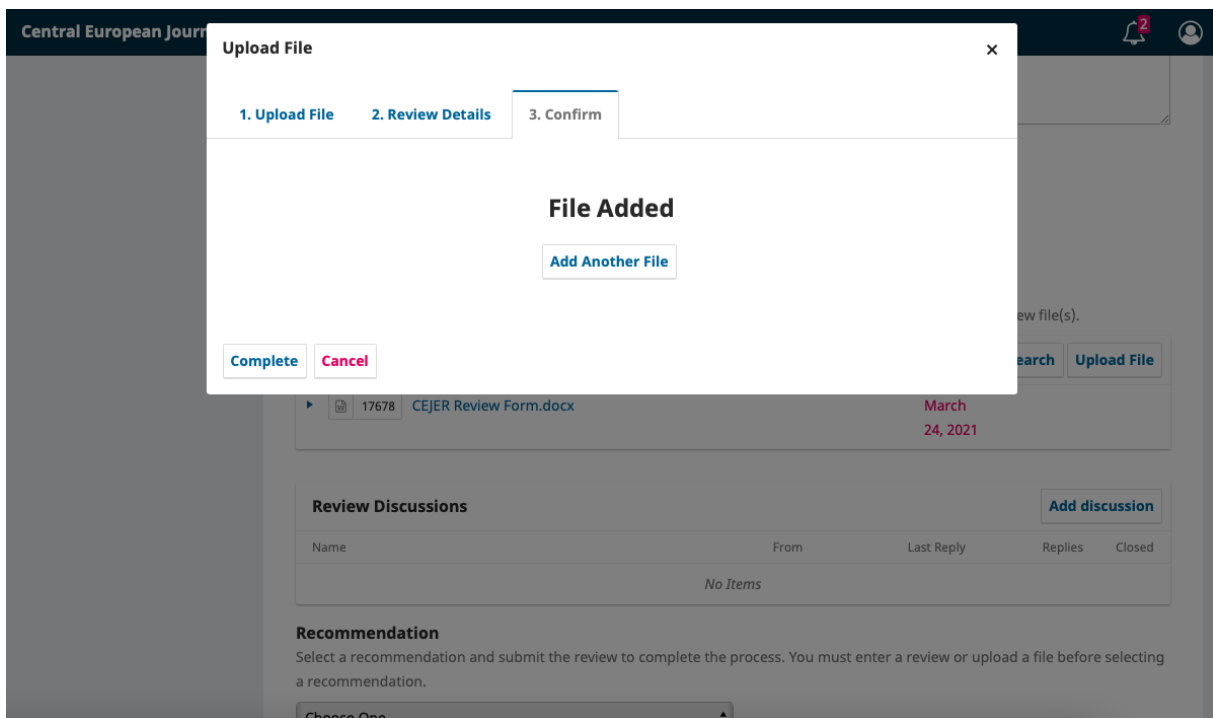 Central European Journ
2
Upload File
×
1. Upload File
2. Review Details
3. Confirm
File Added
Add Another File
ew file(s).
Complete
Cancel
earch
Upload File
17678
CEJER Review Form.docx
March
24, 2021
Review Discussions
Add discussion
Name
From
Last Reply
Replies
Closed
No Items
Recommendation
Select a recommendation and submit the review to complete the process. You must enter a review or upload a file before selecting
a recommendation.
Choose One